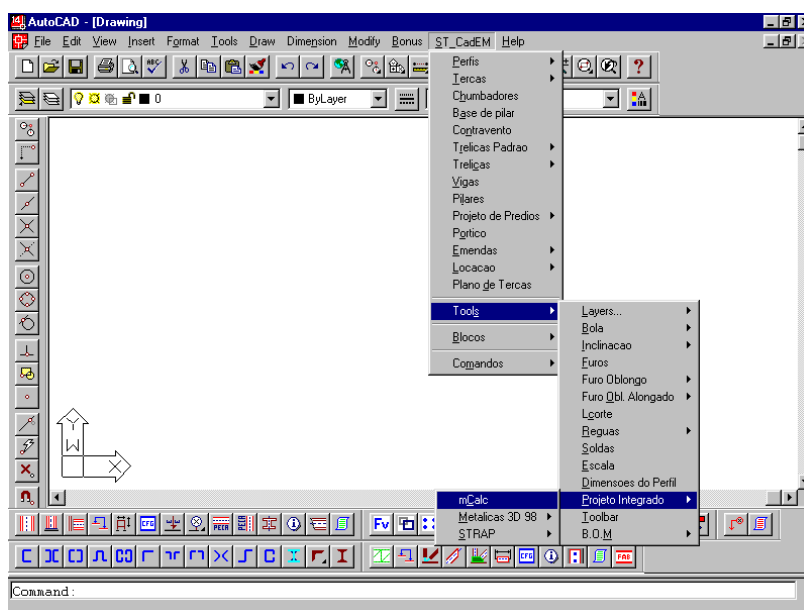 AutoCAD - [Drawing]
File Edit View Insert Format Tools Draw Dimension Modify Bonus ST_CadEM Help
0
ByLayer
Perfis
Tercas
Chumbadores
Base de pilar
Contravento
Trelicas Padrao
Treliças
Vigas
Pilares
Projeto de Predios
Portico
Emendas
Locacao
Plano de Tercas
Tools
Blocos
Comandos
Layers...
Bola
Inclinacao
Furos
Furo Oblongo
Furo Obl. Alongado
Lcorte
Reguas
Soldas
Escala
Dimensoes do Perfil
Projeto Integrado
Toolbar
B.O.M
mCalc
Metalicas 3D 98
STRAP
Y
W
X
CFG
PECA
Fv
CFG
Command: